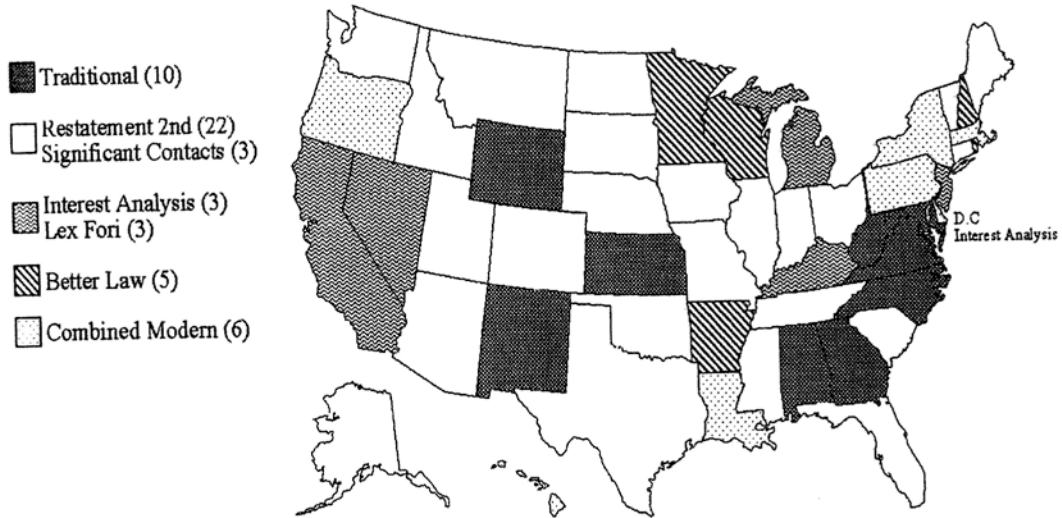 Traditional (10)
Restatement 2nd (22)
Significant Contacts (3)
Interest Analysis (3)
Lex Fori (3)
Better Law (5)
Combined Modern (6)
D.C
Interest Analysis